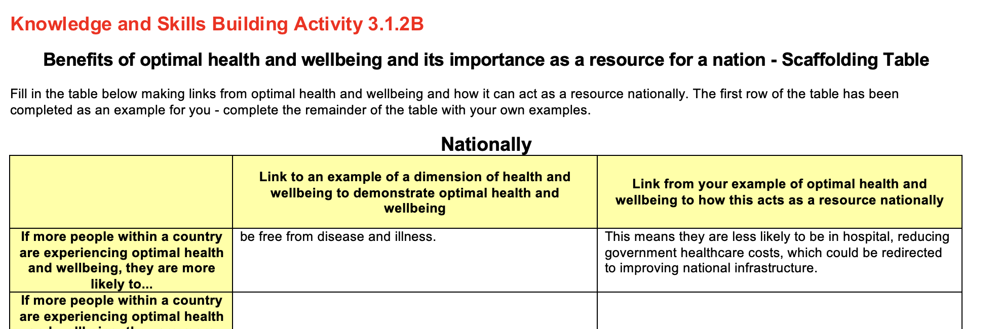 Knowledge and Skills Building Activity 3.1.2B
Benefits of optimal health and wellbeing and its importance as a resource for a nation - Scaffolding Table
Fill in the table below making links from optimal health and wellbeing and how it can act as a resource nationally. The first row of the table has been
completed as an example for you - complete the remainder of the table with your own examples.
Nationally
Link to an example of a dimension of health and
wellbeing to demonstrate optimal health and
wellbeing
Link from your example of optimal health and
wellbeing to how this acts as a resource nationally
If more people within a country
are experiencing optimal health
and wellbeing, they are more
likely to...
be free from disease and illness.
This means they are less likely to be in hospital, reducing
government healthcare costs, which could be redirected
to improving national infrastructure.
If more people within a country
are experiencing optimal health